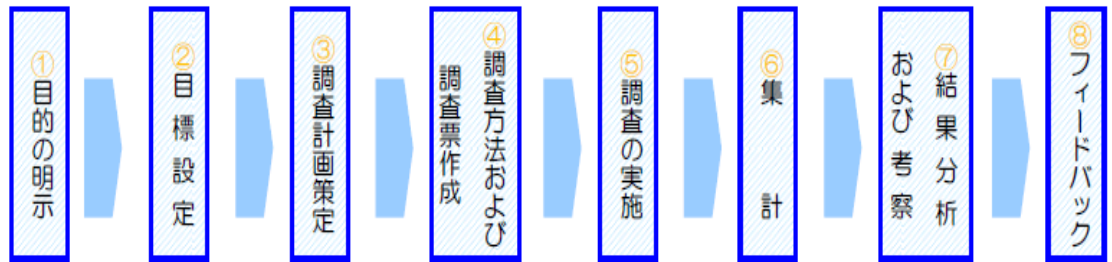 ①目的の明示
②目標設定
③調査計画策定
④調査方法および
調査票作成
⑤調査の実施
⑥集計
⑦結果分析
および考察
⑧フィードバック